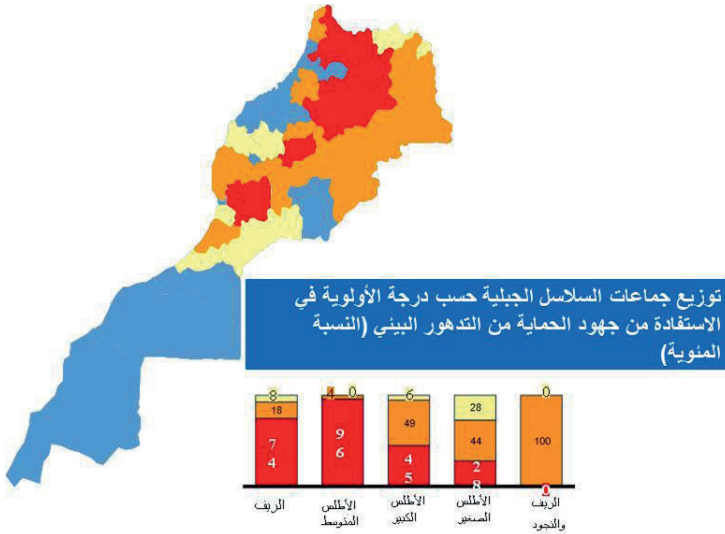 توزيع جماعات السلاسل الجبلية حسب درجة الأولوية في
الاستفادة من جهود الحماية من التدهور البيئي (النسبة
المئوية)
8 4 0 6 0
18 49 28 100
7
4
9
6
4
5
44
2
8
0
الريف
الأطلس
المتوسط
الأطلس
الكبير
الأطلس
الصغير
الريف
والنجود